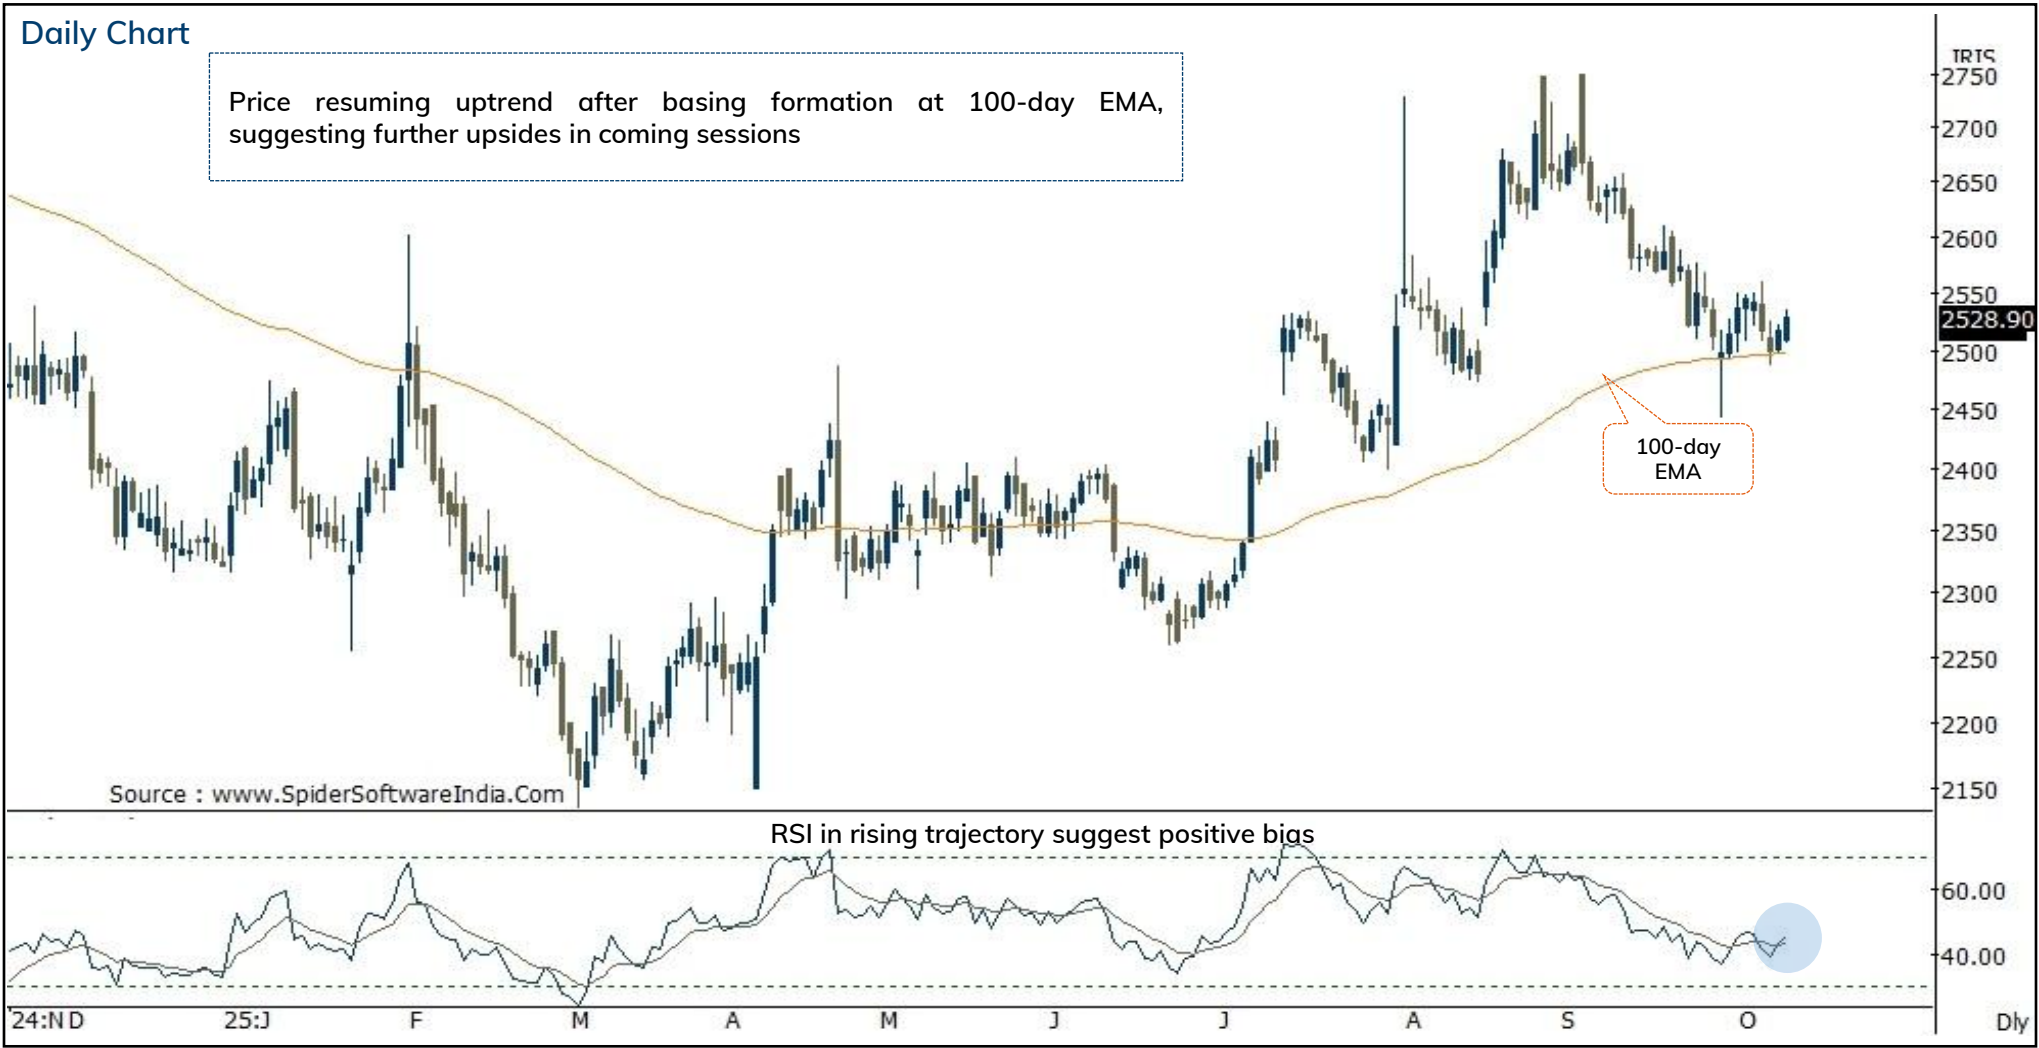 Daily Chart
Price resuming uptrend after basing formation at 100-day EMA,
suggesting further upsides in coming sessions
IRIS
2750
2700
2650
2600
2550
2528.90
2500
2450
2400
2350
2300
2250
2200
2150
100-day
EMA
Source : www.SpiderSoftwareIndia.Com
RSI in rising trajectory suggest positive bias
60.00
40.00
24:N D 25:J F M A M J J A S O Dly